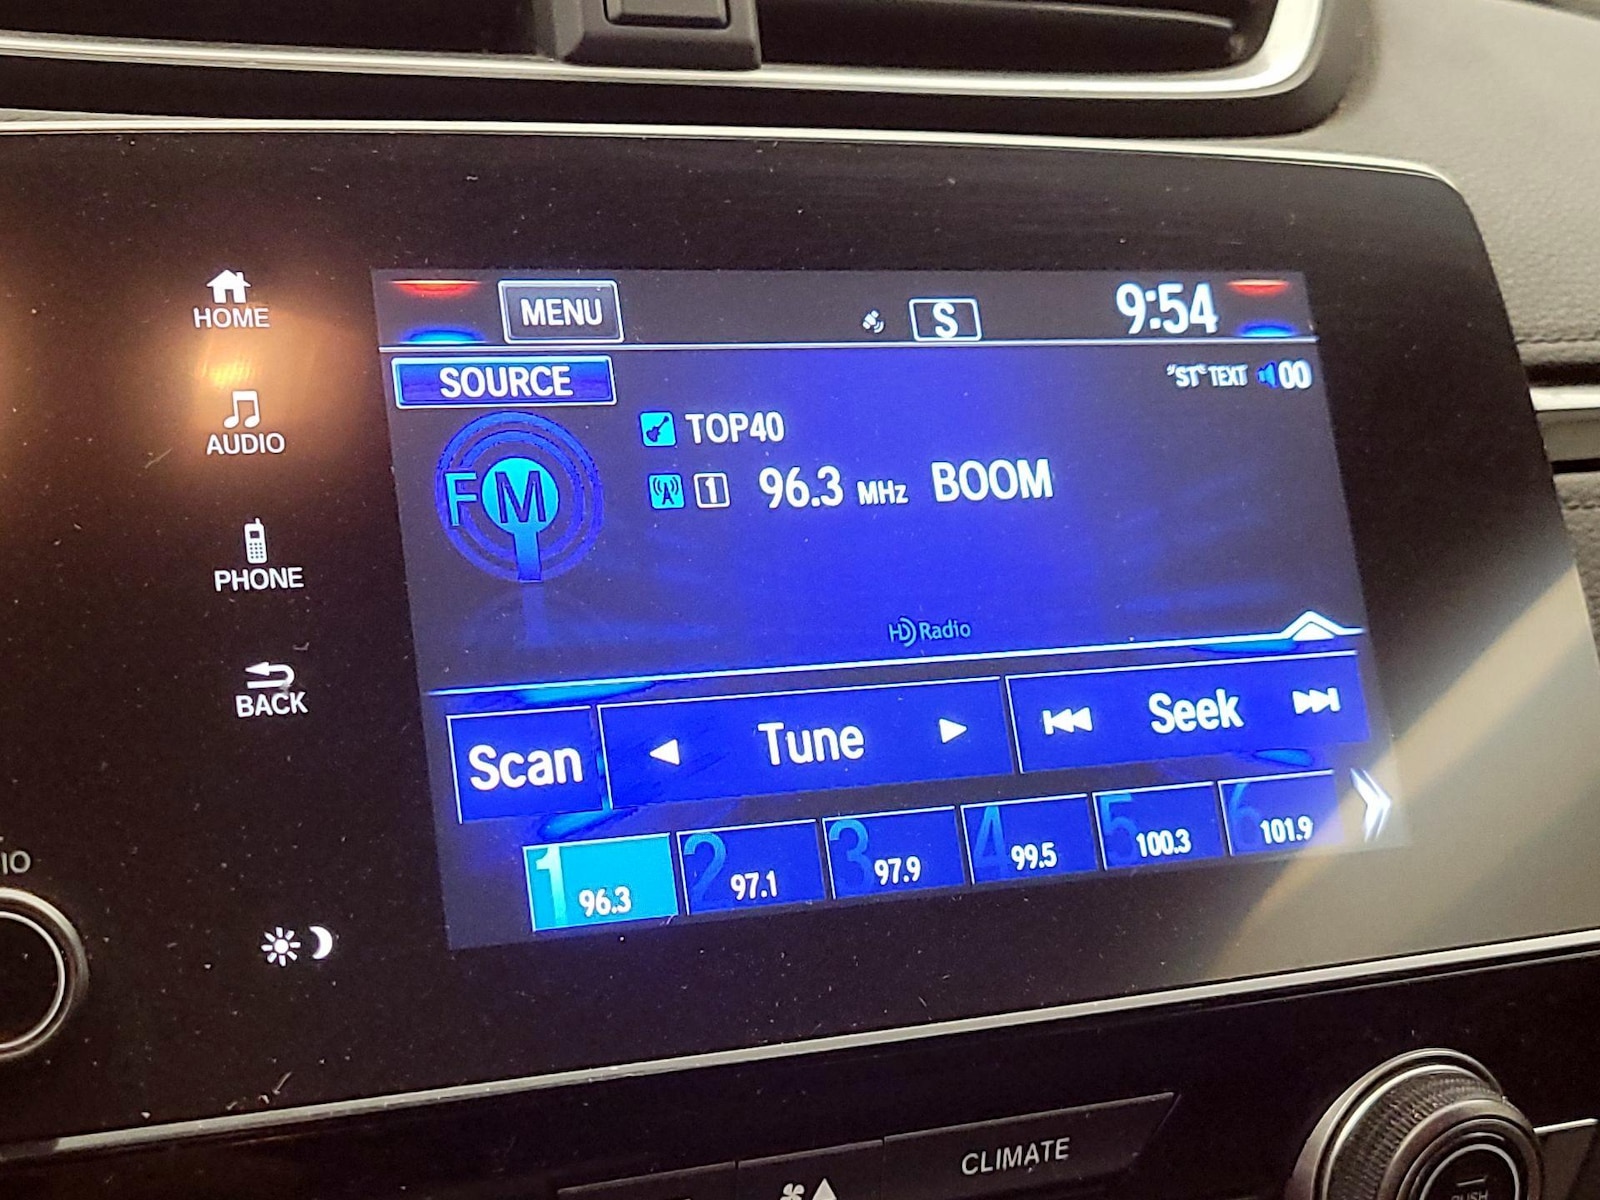 HOME
AUDIO
PHONE
BACK
MENU
S
9:54
SOURCE
"ST" TEXT 00
FM
TOP40
1 96.3 MHz BOOM
HD Radio
Scan
Tune
Seek
1 96.3
2 97.1
3 97.9
4 99.5
5 100.3
6 101.9
IO
CLIMATE
PUSH